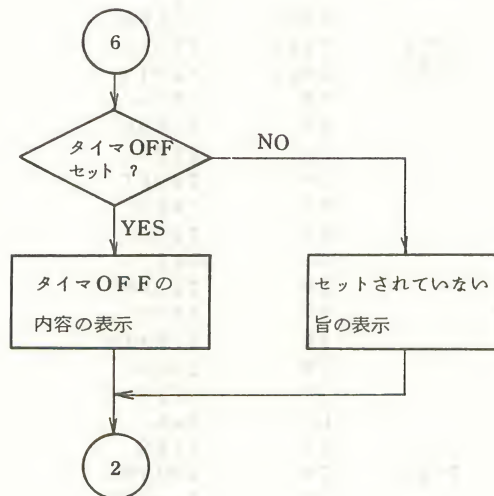 6
タイマOFF
セット ?
NO
YES
タイマOFFの
内容の表示
セットされていない
旨の表示
2